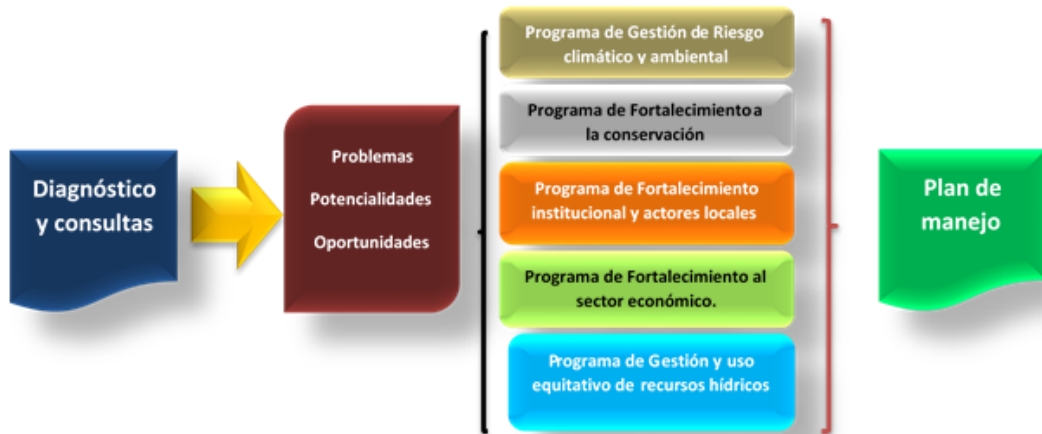 Diagnóstico
y consultas
Problemas
Potencialidades
Oportunidades
Programa de Gestión de Riesgo
climático y ambiental
Programa de Fortalecimiento a
la conservación
Programa de Fortalecimiento
institucional y actores locales
Programa de Fortalecimiento al
sector económico.
Programa de Gestión y uso
equitativo de recursos hídricos
Plan de
manejo